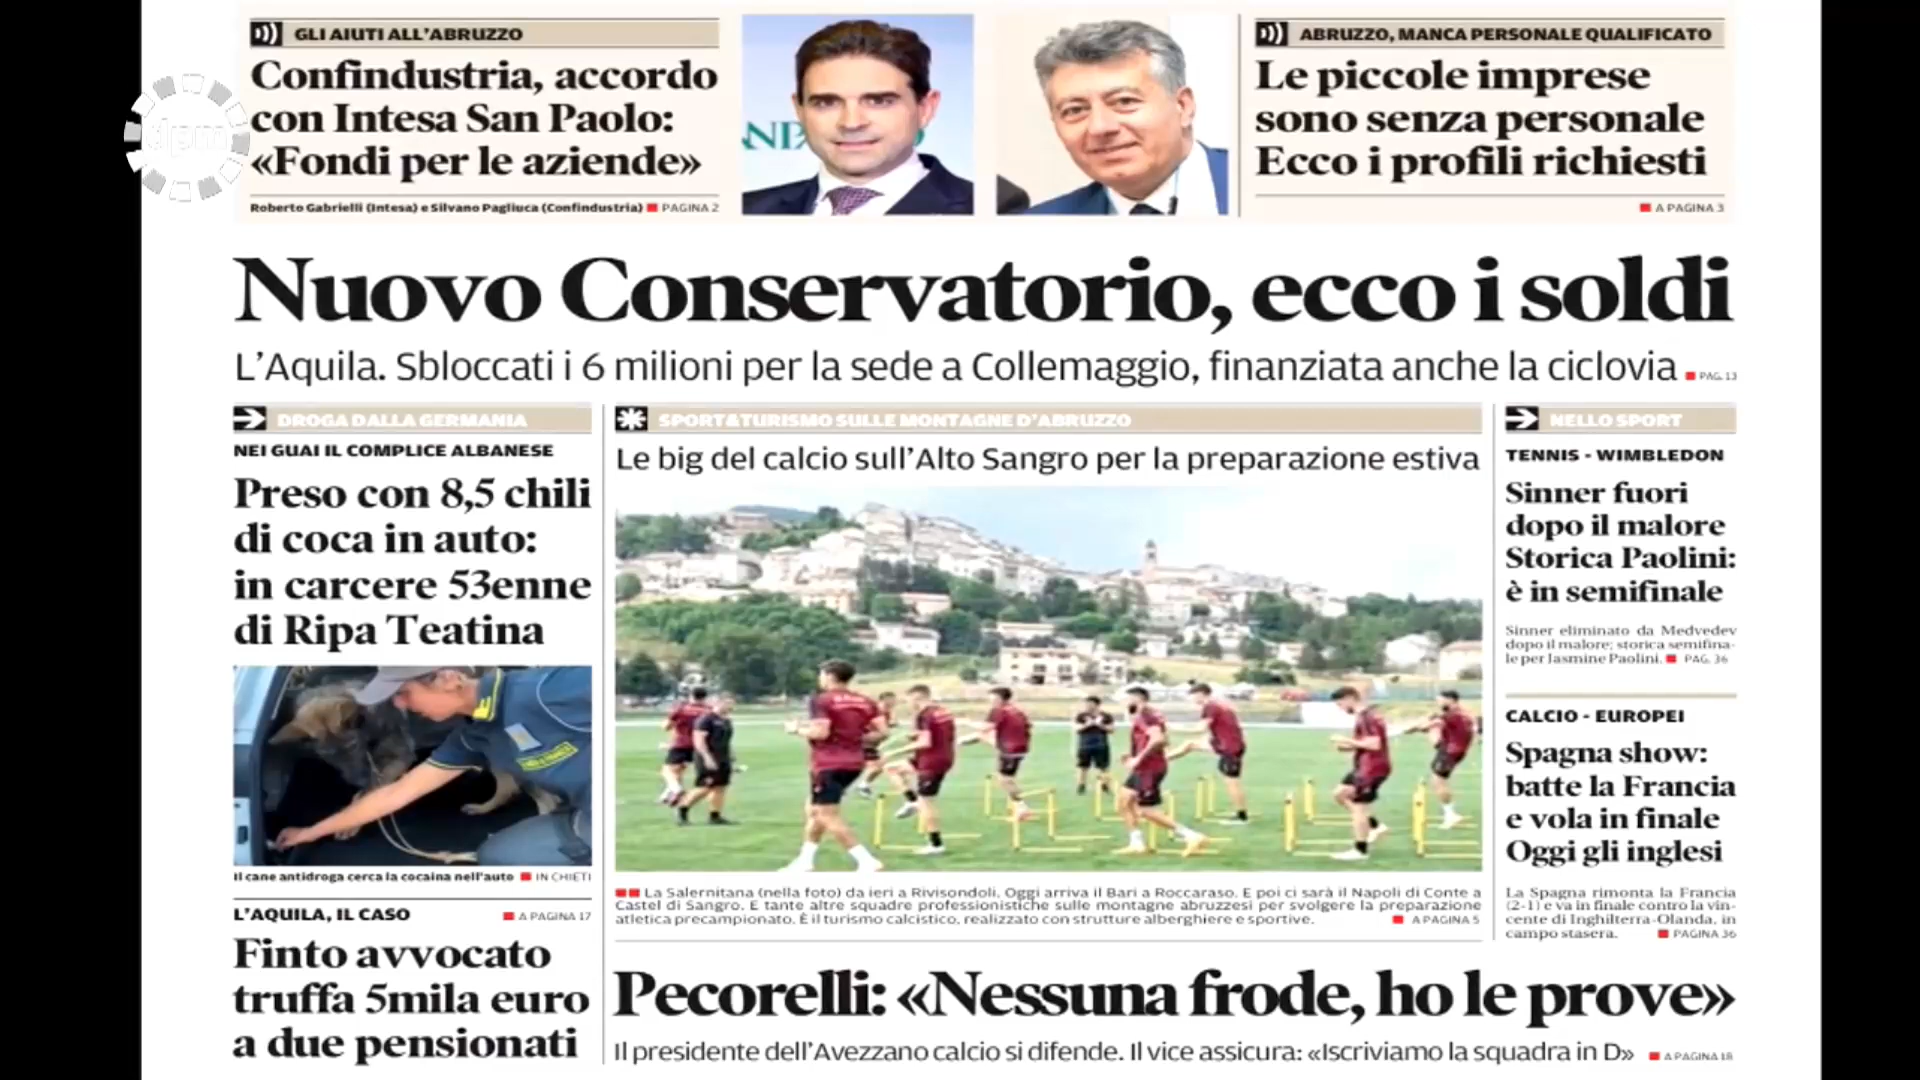 GLI AIUTI ALL'ABRUZZO
Confindustria, accordo
con Intesa San Paolo:
«Fondi per le aziende»
Roberto Gabrielli (Intesa) e Silvano Pagliuca (Confindustria) PAGINA 2
ABRUZZO, MANCA PERSONALE QUALIFICATO
Le piccole imprese
sono senza personale
Ecco i profili richiesti
A PAGINA 3
dpm
Nuovo Conservatorio, ecco i soldi
L'Aquila. Sbloccati i 6 milioni per la sede a Collemaggio, finanziata anche la ciclovia PAG. 13
DROGA DALLA GERMANIA
NEI GUAI IL COMPLICE ALBANESE
Preso con 8,5 chili
di coca in auto:
in carcere 53enne
di Ripa Teatina
Il cane antidroga cerca la cocaina nell'auto IN CHIETI
L'AQUILA, IL CASO A PAGINA 17
Finto avvocato
truffa 5mila euro
a due pensionati
SPORT&TURISMO SULLE MONTAGNE D'ABRUZZO
Le big del calcio sull'Alto Sangro per la preparazione estiva
La Salernitana (nella foto) da ieri a Rivisondoli. Oggi arriva il Bari a Roccaraso. E poi ci sarà il Napoli di Conte a
Castel di Sangro. E tante altre squadre professionistiche sulle montagne abruzzesi per svolgere la preparazione
atletica precampionato. È il turismo calcistico, realizzato con strutture alberghiere e sportive. A PAGINA 5
NELLO SPORT
TENNIS - WIMBLEDON
Sinner fuori
dopo il malore
Storica Paolini:
è in semifinale
Sinner eliminato da Medvedev
dopo il malore; storica semifina-
le per Jasmine Paolini. PAG. 36
CALCIO - EUROPEI
Spagna show:
batte la Francia
e vola in finale
Oggi gli inglesi
La Spagna rimonta la Francia
(2-1) e va in finale contro la vin-
cente di Inghilterra-Olanda, in
campo stasera. PAGINA 36
Pecorelli: «Nessuna frode, ho le prove»
Il presidente dell'Avezzano calcio si difende. Il vice assicura: «Iscriviamo la squadra in D» A PAGINA 18